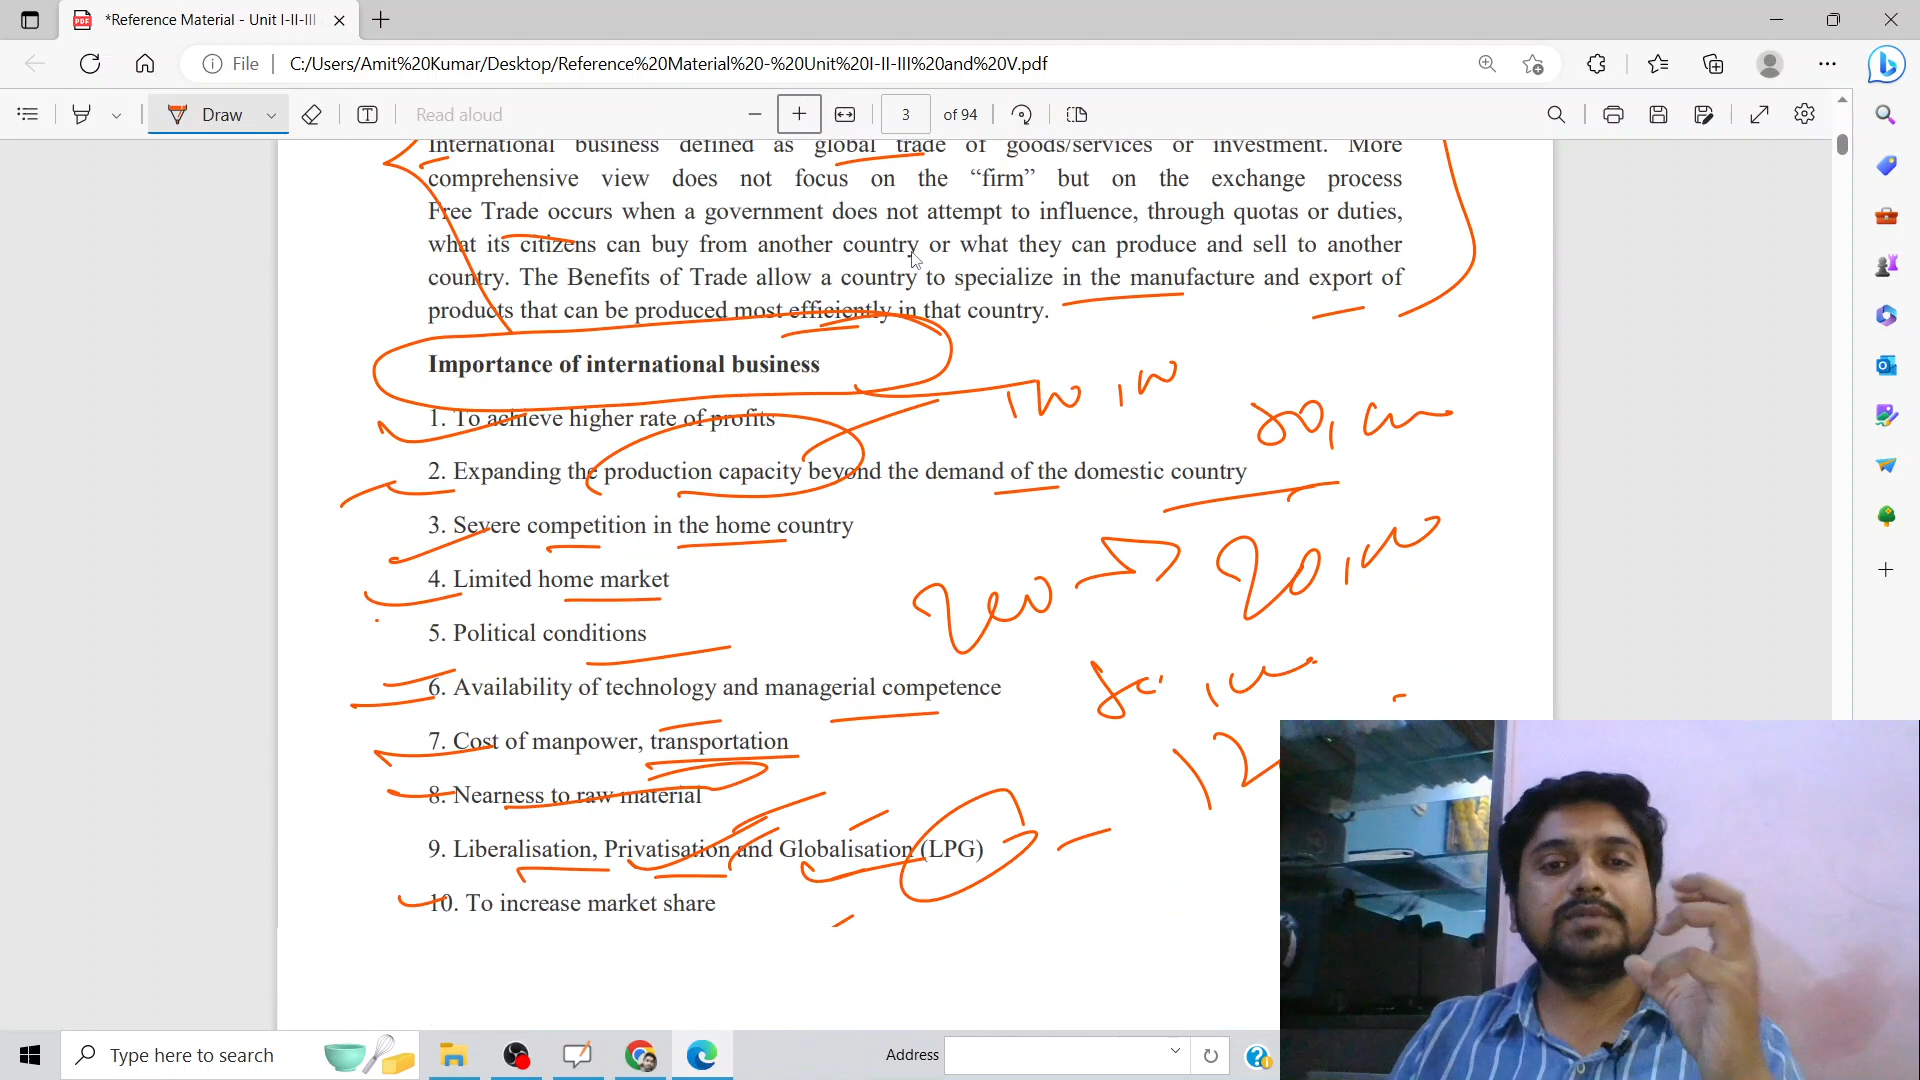 *Reference Material - Unit I-II-III
File
C:/Users/Amit%20Kumar/Desktop/Reference%20Material%20-%20Unit%20I-II-III%20and%20V.pdf
Draw
Read aloud
3 of 94
International business defined as global trade of goods/services or investment. More
comprehensive view does not focus on the “firm” but on the exchange process
Free Trade occurs when a government does not attempt to influence, through quotas or duties,
what its citizens can buy from another country or what they can produce and sell to another
country. The Benefits of Trade allow a country to specialize in the manufacture and export of
products that can be produced most efficiently in that country.
Importance of international business
1. To achieve higher rate of profits
2. Expanding the production capacity beyond the demand of the domestic country
3. Severe competition in the home country
4. Limited home market
5. Political conditions
6. Availability of technology and managerial competence
7. Cost of manpower, transportation
8. Nearness to raw material
9. Liberalisation, Privatisation and Globalisation (LPG)
10. To increase market share
12
Type here to search
Address